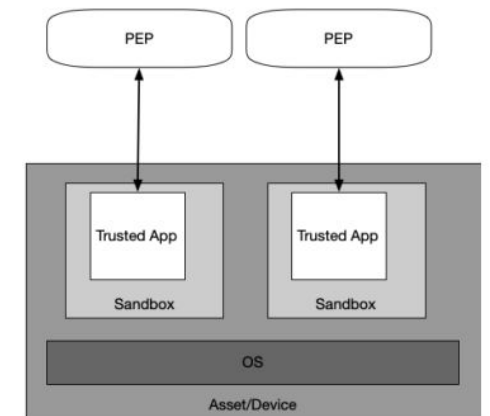 PEP
PEP
Trusted App
Trusted App
Sandbox
Sandbox
OS
Asset/Device